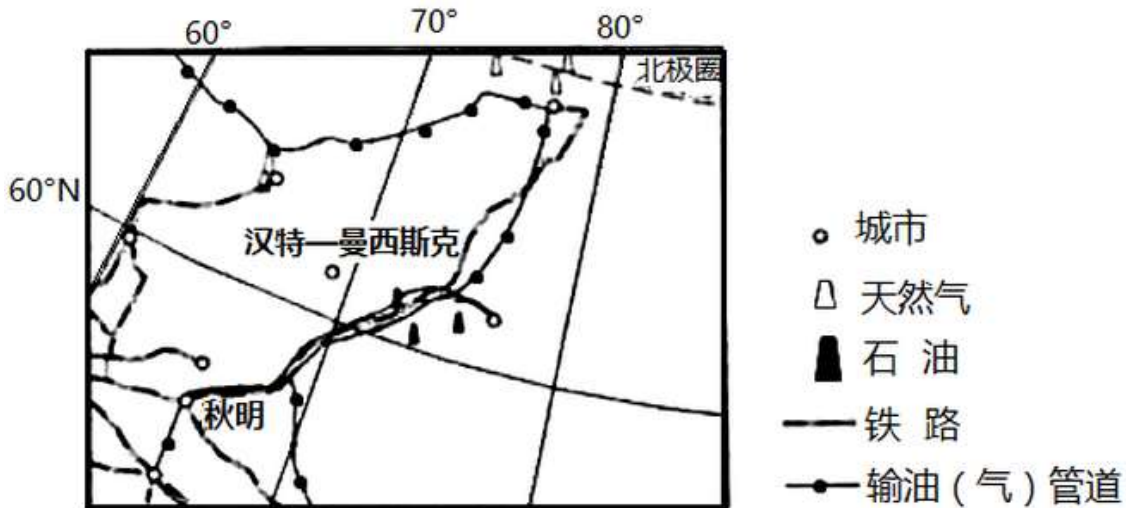 60°
70°
80°
北极圈
60°N
汉特—曼西斯克
秋明
城市
天然气
石 油
铁 路
输油（气）管道